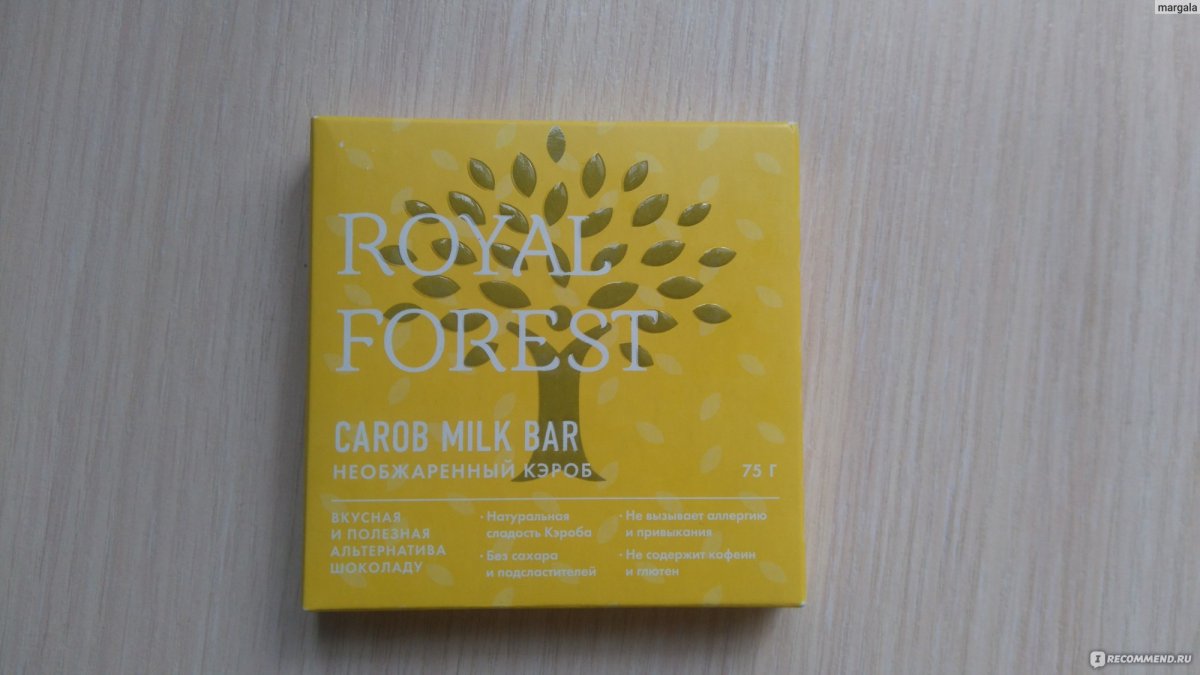 margala
ROYAL
FOREST
CAROB MILK BAR
НЕОБЖАРЕННЫЙ КЭРОБ
75 Г
ВКУСНАЯ
И ПОЛЕЗНАЯ
АЛЬТЕРНАТИВА
ШОКОЛАДУ
· Натуральная
сладость Кэроба
· Без сахара
и подсластителей
· Не вызывает аллергию
и привыкания
· Не содержит кофеин
и глютен
I RECOMMEND.RU